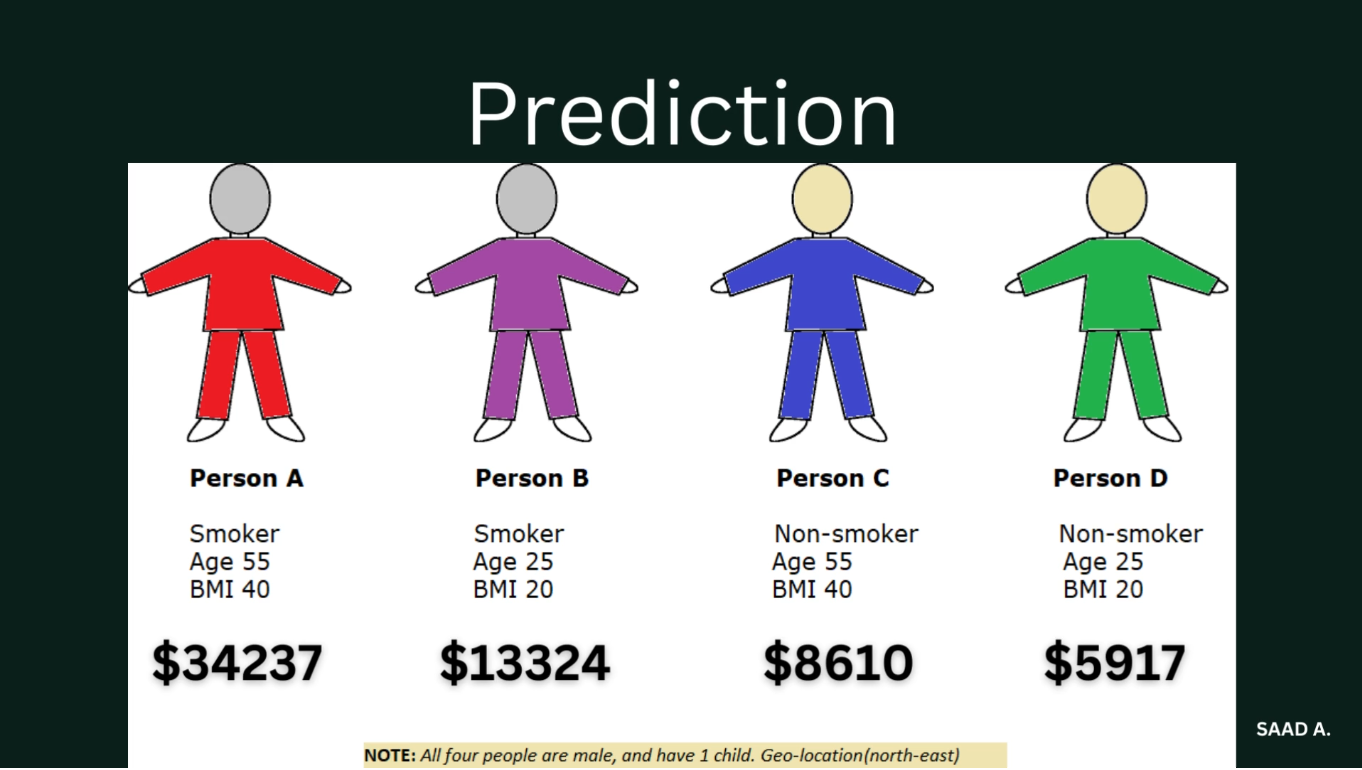 Prediction
Person A
Smoker
Age 55
BMI 40
$34237
Person B
Smoker
Age 25
BMI 20
$13324
Person C
Non-smoker
Age 55
BMI 40
$8610
Person D
Non-smoker
Age 25
BMI 20
$5917
SAAD A.
NOTE: All four people are male, and have 1 child. Geo-location(north-east)